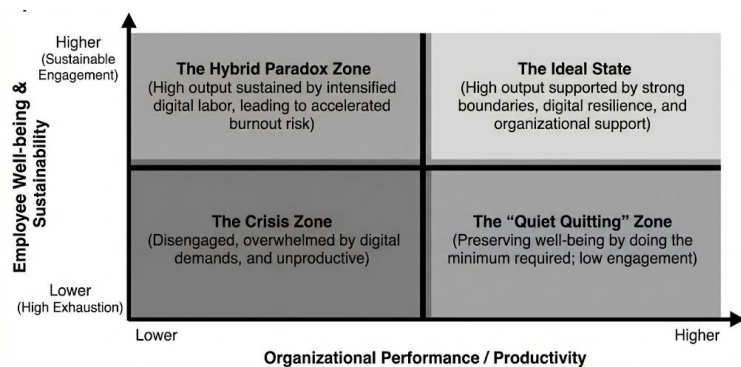 Higher
(Sustainable
Engagement)
Employee Well-being &
Sustainability
Lower
(High Exhaustion)
The Hybrid Paradox Zone
(High output sustained by intensified
digital labor, leading to accelerated
burnout risk)
The Ideal State
(High output supported by strong
boundaries, digital resilience, and
organizational support)
The Crisis Zone
(Disengaged, overwhelmed by digital
demands, and unproductive)
The “Quiet Quitting” Zone
(Preserving well-being by doing the
minimum required; low engagement)
Lower
Higher
Organizational Performance / Productivity